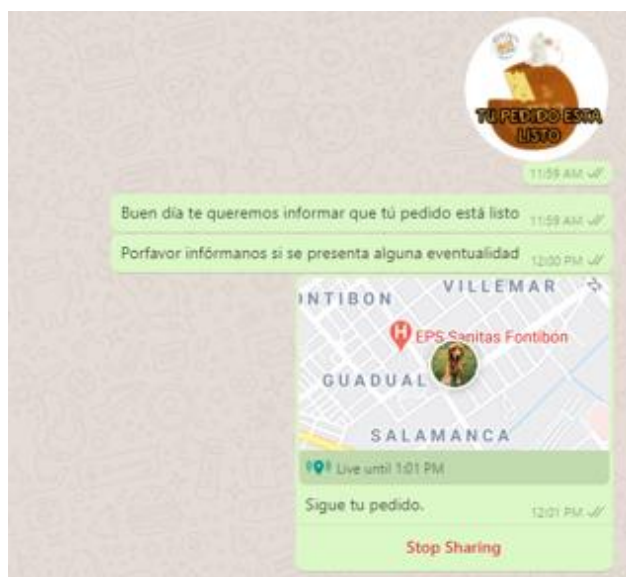 TU PEDIDO ESTA
LISTO
11:59 AM
Buen día te queremos informar que tú pedido está listo 11:59 AM
Porfavor infórmanos si se presenta alguna eventualidad 12:00 PM
NTIBON
VILLEMAR
EPS Sanitas Fontibón
GUADUAL
SALAMANCA
Live until 1:01 PM
Sigue tu pedido. 12:01 PM
Stop Sharing